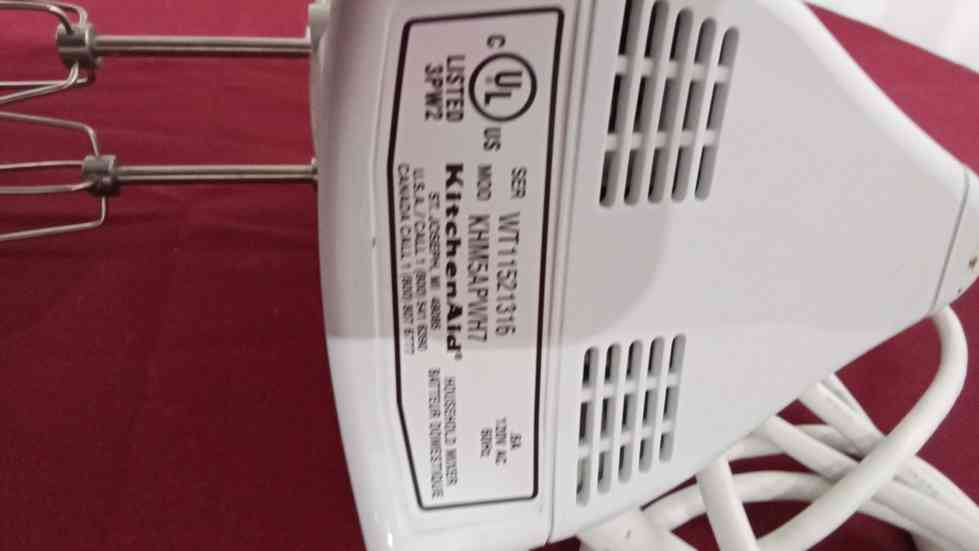 C UL US
LISTED
3PW2
SER WT11521316
MOD KHM5APWH7
KitchenAid®
ST. JOSEPH, MI 49085
U.S.A. / CALL 1 (800) 541 6390
CANADA CALL 1 (800) 807 6777
.6A
120V AC
60Hz
HOUSEHOLD MIXER
BATTEUR DOMESTIQUE